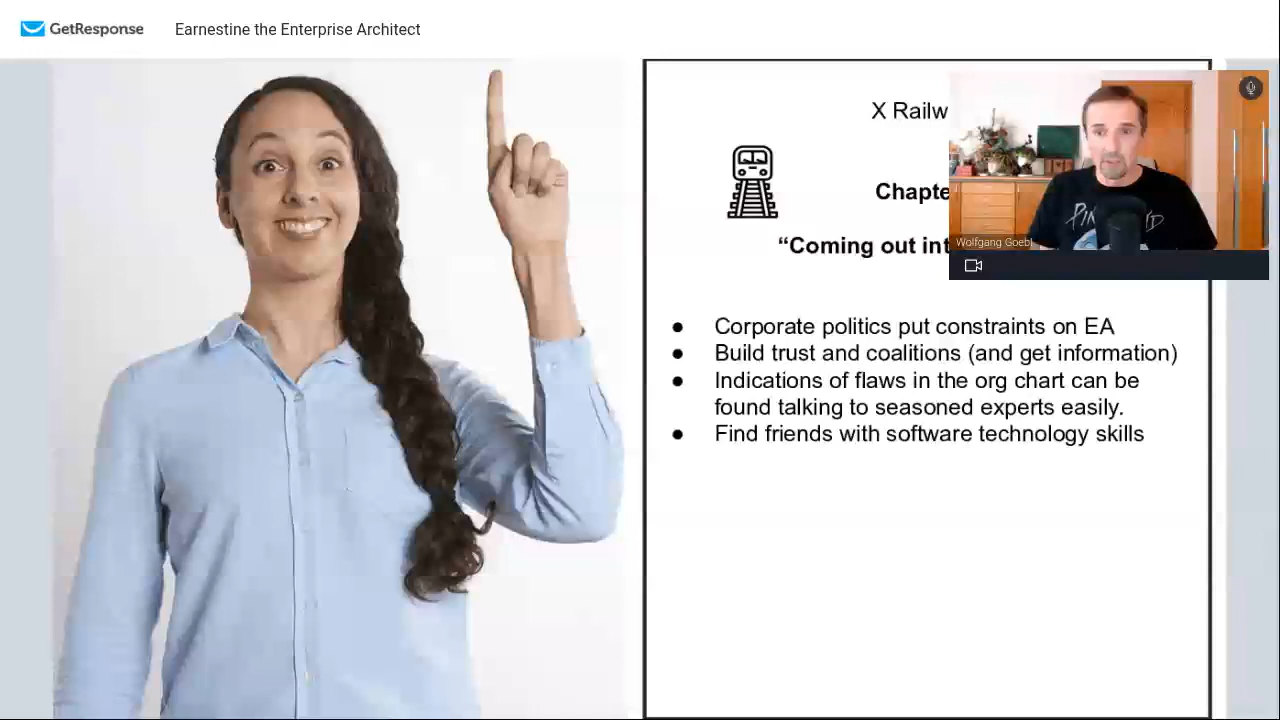 GetResponse
Earnestine the Enterprise Architect
X Railw
Chapte
“Coming out int
Wolfgang Goebl
● Corporate politics put constraints on EA
● Build trust and coalitions (and get information)
● Indications of flaws in the org chart can be
found talking to seasoned experts easily.
● Find friends with software technology skills